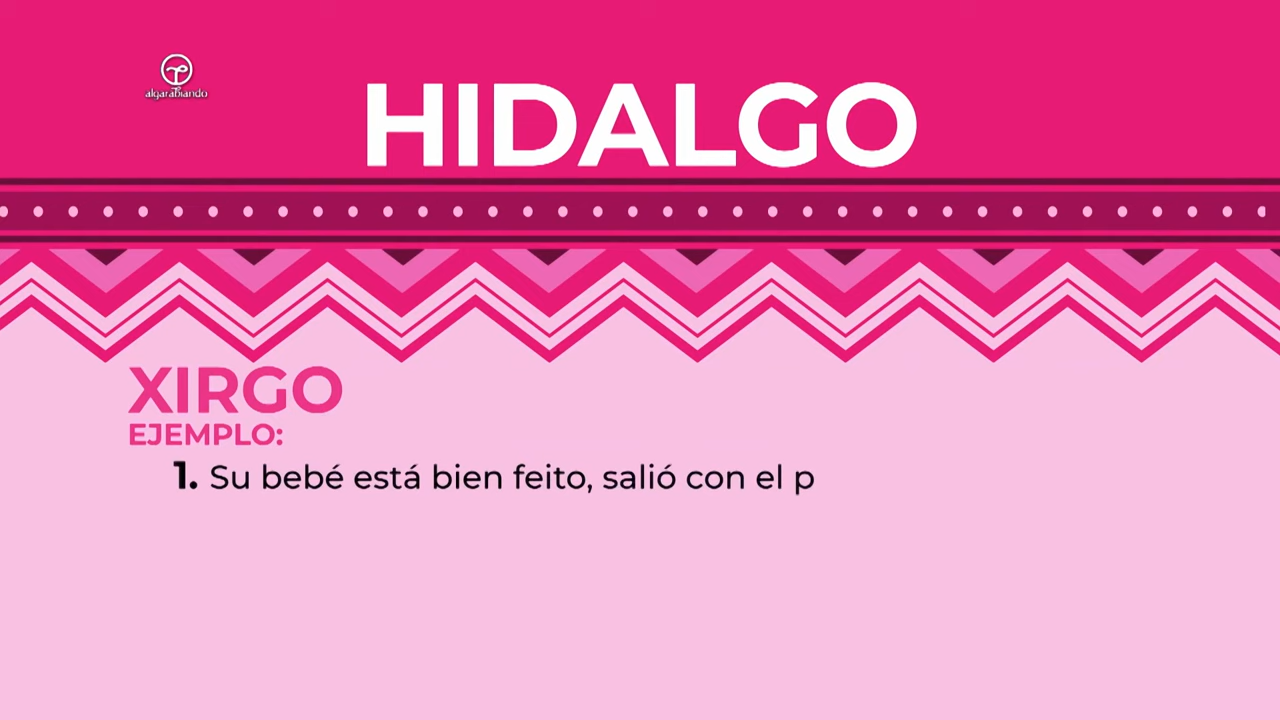 algarabiando
HIDALGO
XIRGO
EJEMPLO:
1. Su bebé está bien feito, salió con el p